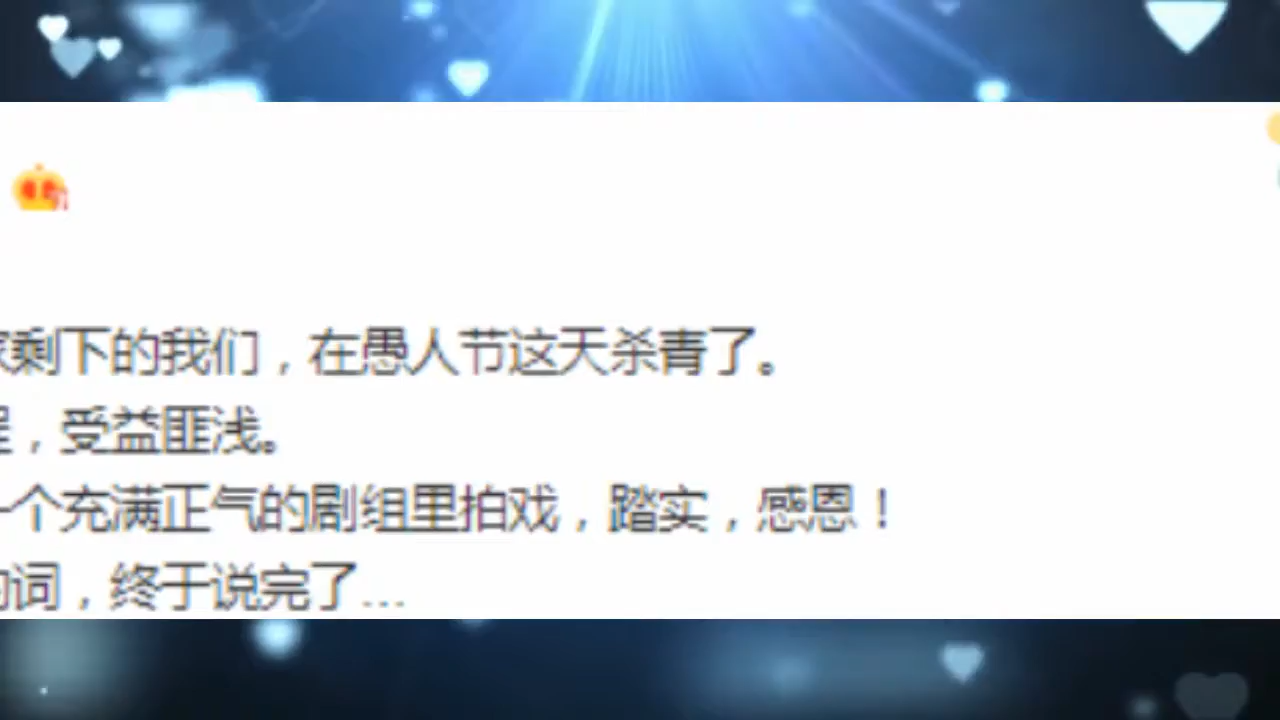 剩下的我们，在愚人节这天杀青了。
，受益匪浅。
一个充满正气的剧组里拍戏，踏实，感恩！
的词，终于说完了...